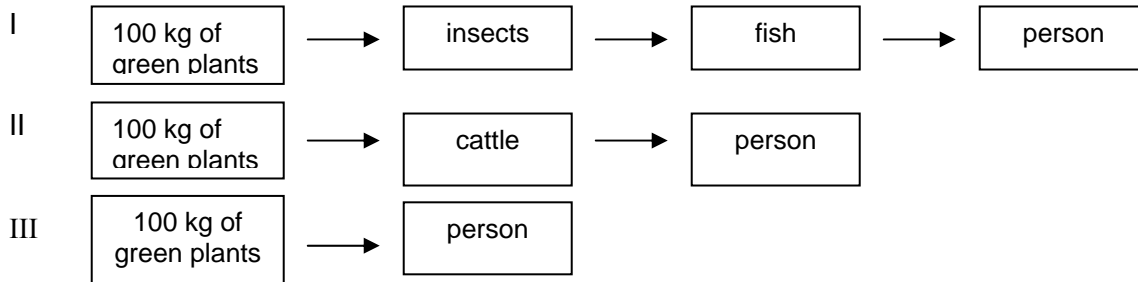 I
100 kg of
green plants
insects
fish
person
II
100 kg of
green plants
cattle
person
III
100 kg of
green plants
person